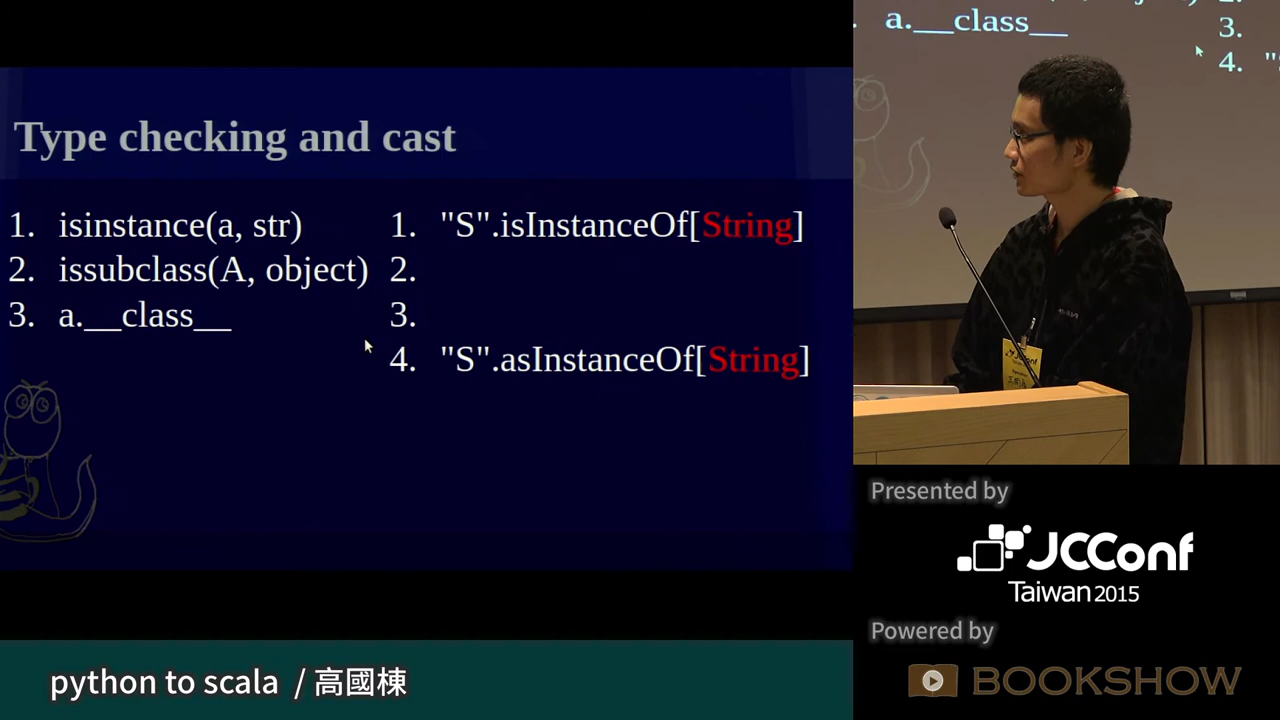 Type checking and cast
1. isinstance(a, str)
2. issubclass(A, object)
3. a.__class__
1. "S".isInstanceOf[String]
2.
3.
4. "S".asInstanceOf[String]
a.__class__
3.
4. "
JCConf
Presented by
JCConf
Taiwan 2015
Powered by
BOOKSHOW
python to scala / 高國棟